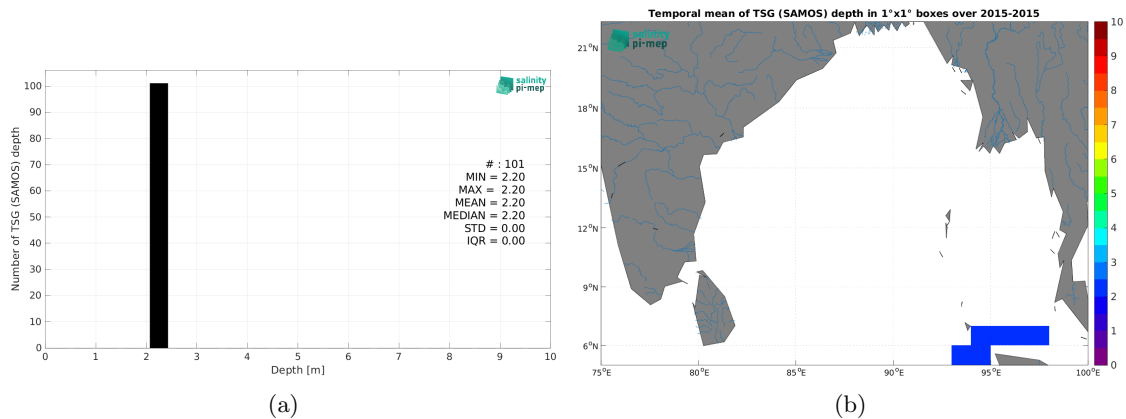 Temporal mean of TSG (SAMOS) depth in 1°x1° boxes over 2015-2015
salinity
pi-mep
100
90
80
70
60
50
40
30
20
10
0
Number of TSG (SAMOS) depth
# : 101
MIN = 2.20
MAX = 2.20
MEAN = 2.20
MEDIAN = 2.20
STD = 0.00
IQR = 0.00
0 1 2 3 4 5 6 7 8 9 10
Depth [m]
(a)
salinity
pi-mep
21°N
18°N
15°N
12°N
9°N
6°N
75°E 80°E 85°E 90°E 95°E 100°E
10
9
8
7
6
5
4
3
2
1
0
(b)